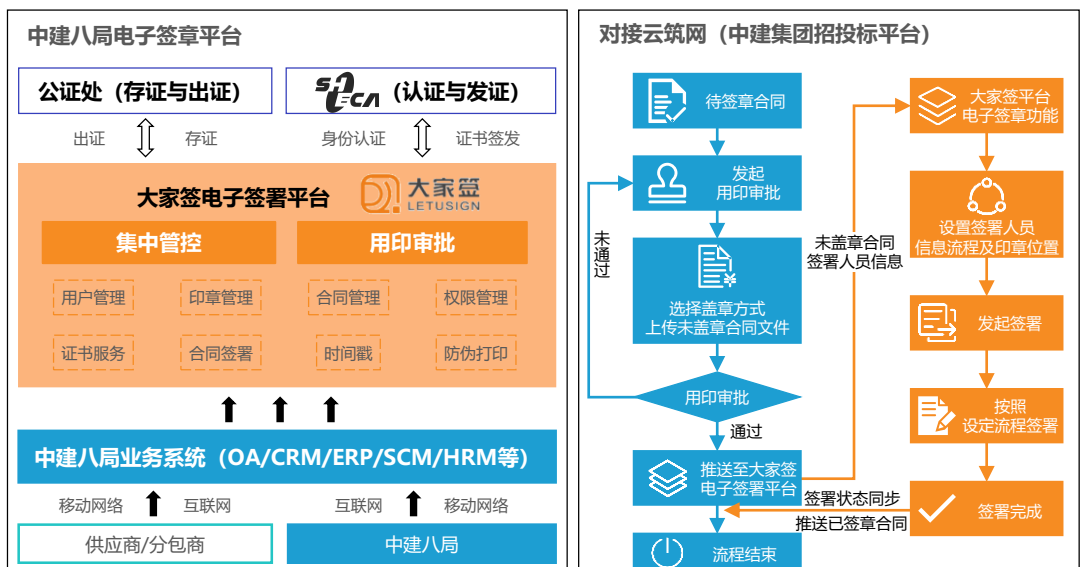 中建八局电子签章平台
公证处（存证与出证）
SHECA（认证与发证）
出证
存证
身份认证
证书签发
大家签电子签署平台
大家签
LETUSIGN
集中管控
用印审批
用户管理
印章管理
合同管理
权限管理
证书服务
合同签署
时间戳
防伪打印
中建八局业务系统（OA/CRM/ERP/SCM/HRM等）
移动网络
互联网
互联网
移动网络
供应商/分包商
中建八局
对接云筑网（中建集团招投标平台）
待签章合同
发起
用印审批
未通过
选择盖章方式
上传未盖章合同文件
用印审批
通过
推送至大家签
电子签署平台
流程结束
未盖章合同
签署人员信息
大家签平台
电子签章功能
设置签署人员
信息流程及印章位置
发起签署
按照
设定流程签署
签署完成
签署状态同步
推送已签章合同